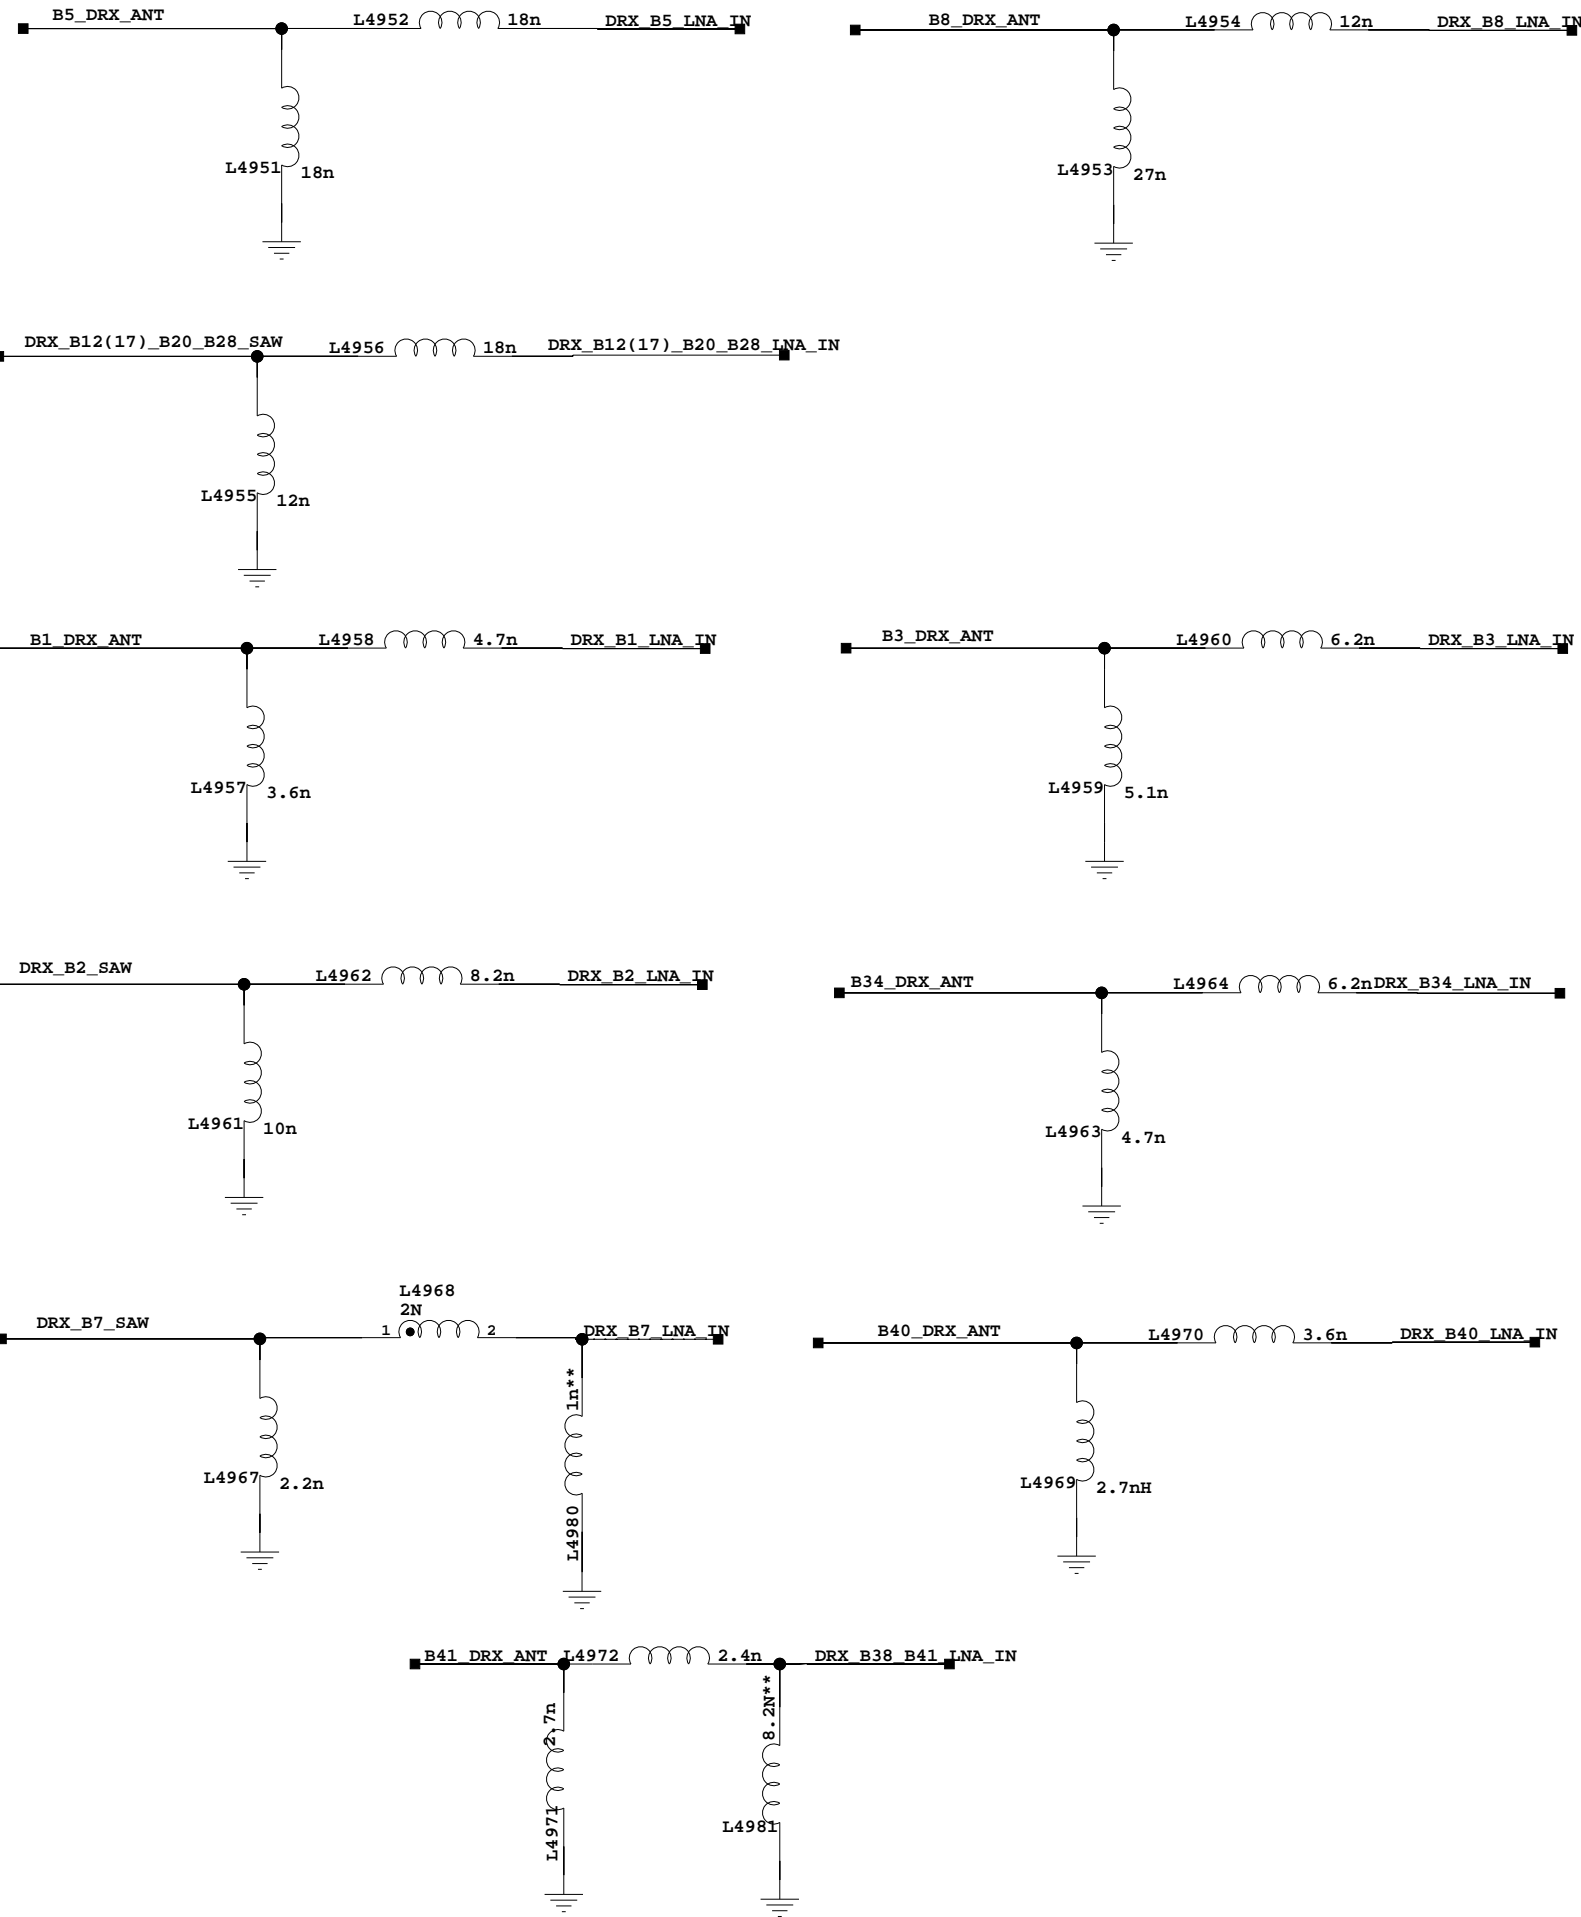 B5_DRX_ANT
L4952
18n
DRX_B5_LNA_IN
L4951
18n
B8_DRX_ANT
L4954
12n
DRX_B8_LNA_IN
L4953
27n
DRX_B12(17)_B20_B28_SAW
L4956
18n
DRX_B12(17)_B20_B28_LNA_IN
L4955
12n
B1_DRX_ANT
L4958
4.7n
DRX_B1_LNA_IN
L4957
3.6n
B3_DRX_ANT
L4960
6.2n
DRX_B3_LNA_IN
L4959
5.1n
DRX_B2_SAW
L4962
8.2n
DRX_B2_LNA_IN
L4961
10n
B34_DRX_ANT
L4964
6.2n
DRX_B34_LNA_IN
L4963
4.7n
L4968
2N
DRX_B7_SAW
1
2
DRX_B7_LNA_IN
1n**
L4967
2.2n
L4980
B40_DRX_ANT
L4970
3.6n
DRX_B40_LNA_IN
L4969
2.7nH
B41_DRX_ANT
L4972
2.4n
DRX_B38_B41_LNA_IN
2.7n
8.2N**
L4971
L4981